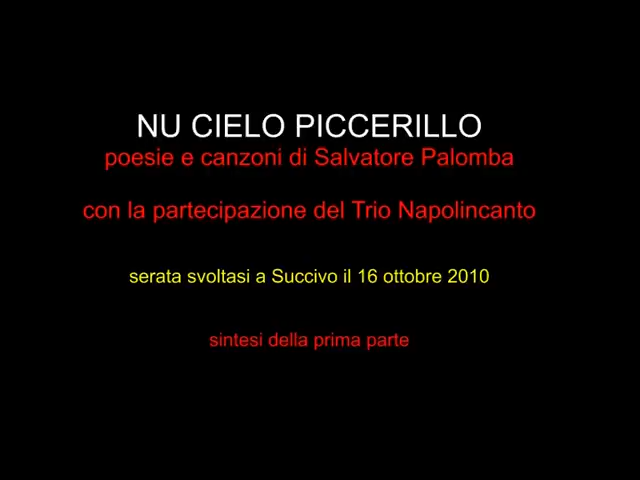 NU CIELO PICCERILLO
poesie e canzoni di Salvatore Palomba
con la partecipazione del Trio Napolincanto
serata svoltasi a Succivo il 16 ottobre 2010
sintesi della prima parte